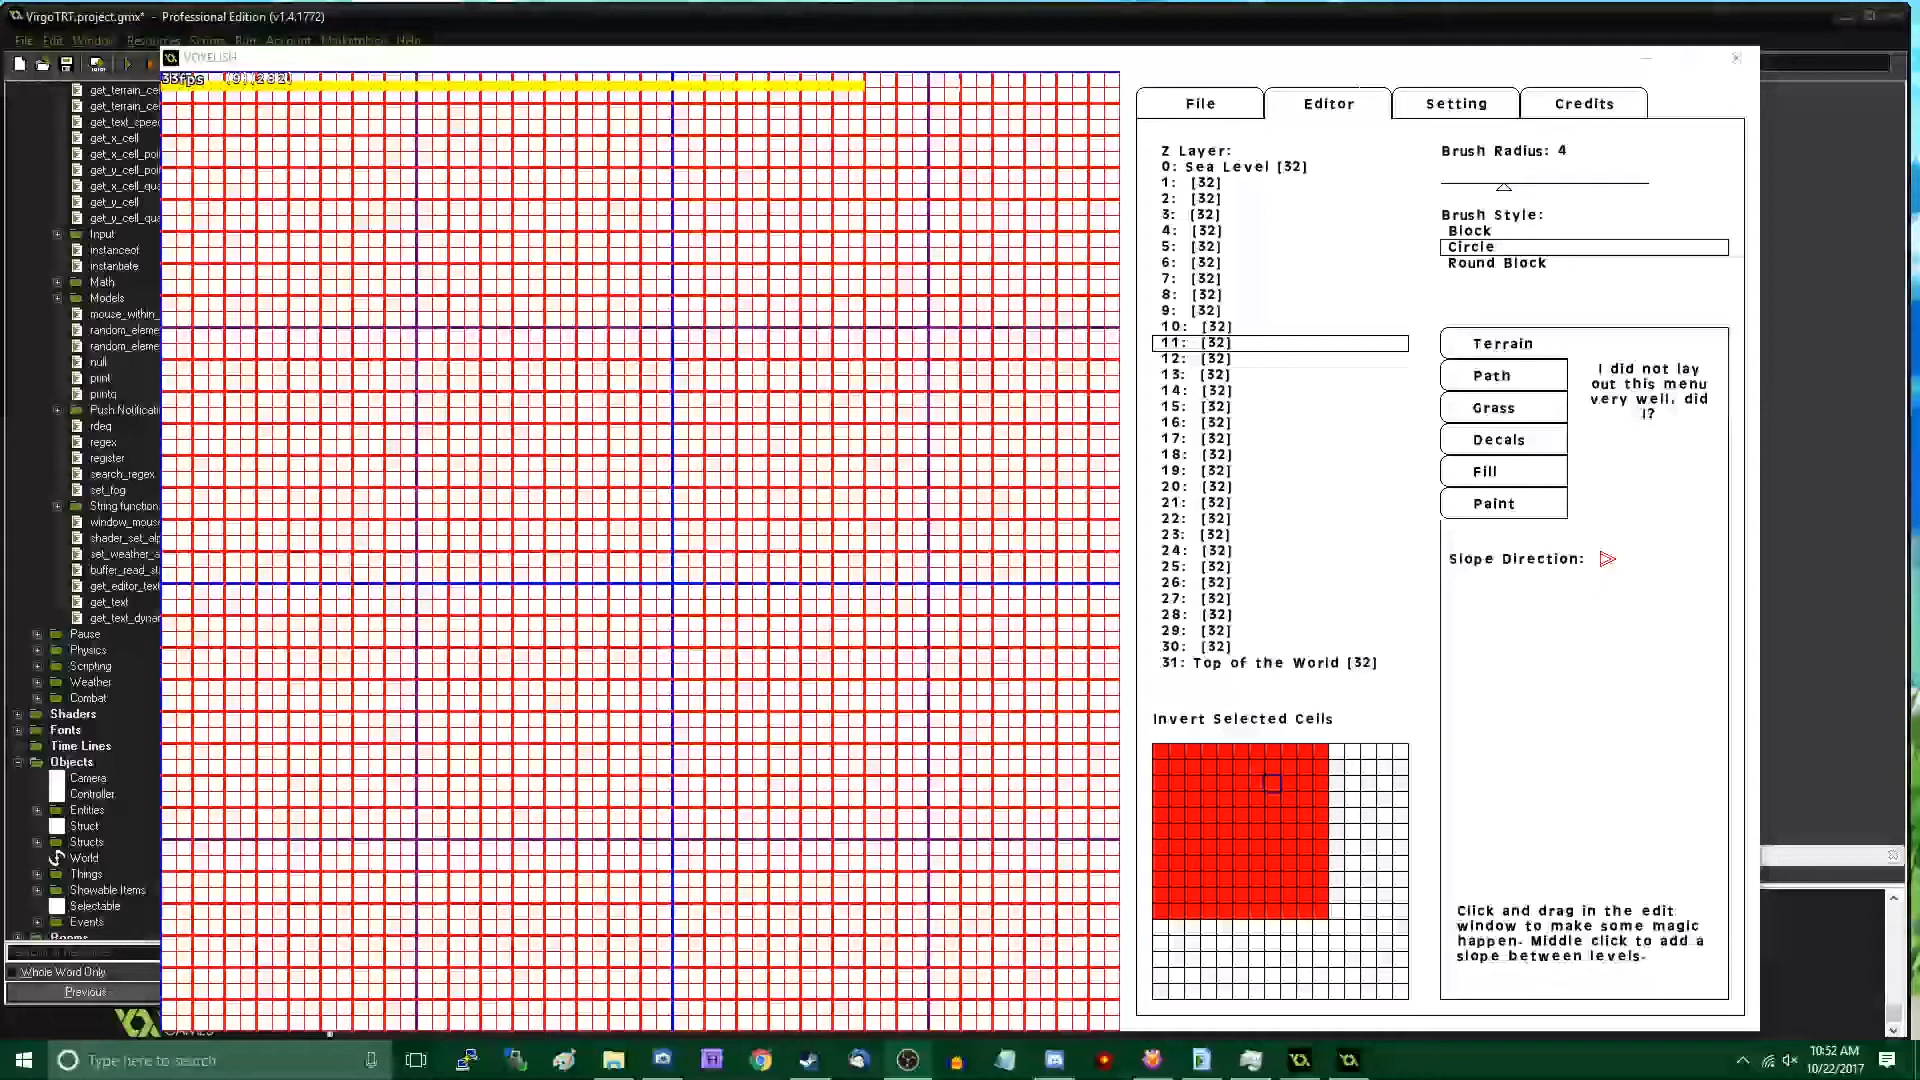 VirgoTRT.project.gmx* - Professional Edition (v1.4.1772)
File Edit Window Resources Scripts Run Account Marketplace Help
VOXELISH
33fps
get_terrain_ce
get_terrain_ce
get_text_spee
get_x_cell
get_x_cell_poi
get_y_cell_poi
get_x_cell_qua
get_y_cell
get_y_cell_qua
Input
instanceof
instantiate
Math
Models
mouse_within_
random_eleme
random_eleme
null
print
printq
Push Notificati
rdeq
regex
register
search_regex
set_fog
String function
window_mous
shader_set_al
set_weather_a
buffer_read_al
get_editor_text
get_text
get_text_dyna
Pause
Physics
Scripting
Weather
Combat
Shaders
Fonts
Time Lines
Objects
Camera
Controller
Entities
Struct
Structs
World
Things
Showable Items
Selectable
Events
Rooms
Whole Word Only
Previous
File Editor Setting Credits
Z Layer:
0: Sea Level [32]
1: [32]
2: [32]
3: [32]
4: [32]
5: [32]
6: [32]
7: [32]
8: [32]
9: [32]
10: [32]
11: [32]
12: [32]
13: [32]
14: [32]
15: [32]
16: [32]
17: [32]
18: [32]
19: [32]
20: [32]
21: [32]
22: [32]
23: [32]
24: [32]
25: [32]
26: [32]
27: [32]
28: [32]
29: [32]
30: [32]
31: Top of the World [32]
Invert Selected Cells
Brush Radius: 4
Brush Style:
Block
Circle
Round Block
Terrain
Path
Grass
Decals
Fill
Paint
I did not lay
out this menu
very well, did
I?
Slope Direction:
Click and drag in the edit
window to make some magic
happen. Middle click to add a
slope between levels.
Type here to search
10:52 AM
10/22/2017